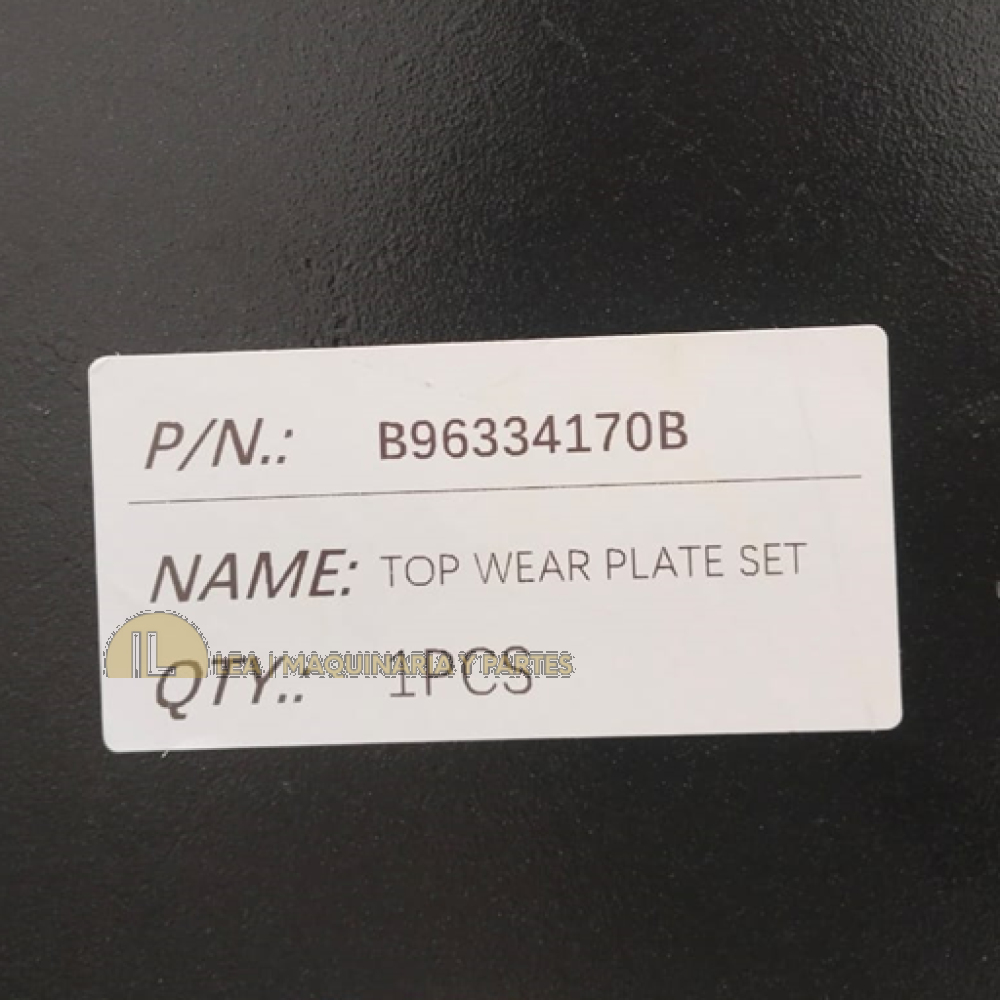 P/N.: B96334170B
NAME: TOP WEAR PLATE SET
QTY.: 1PCS
IL LEA | MAQUINARIA Y PARTES